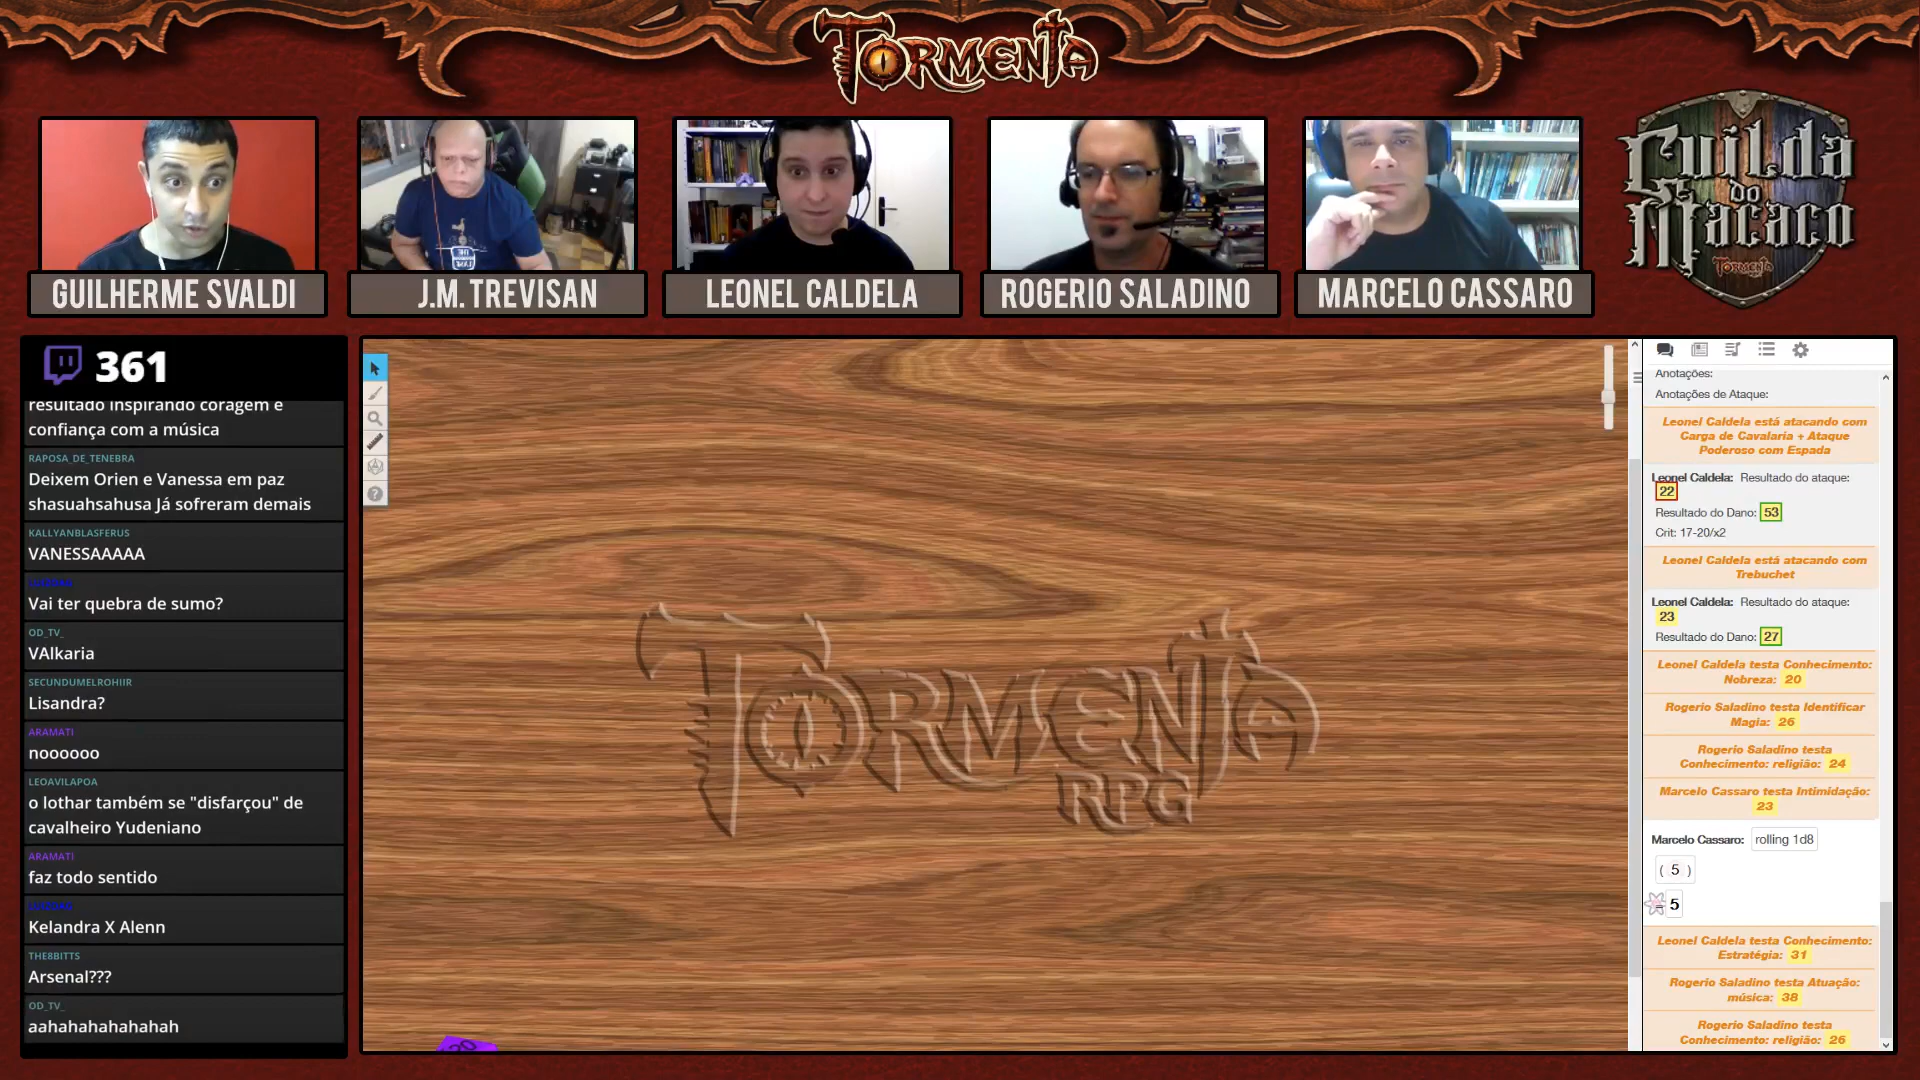 TORMENTA
GUILHERME SVALDI
J.M. TREVISAN
LEONEL CALDELA
ROGERIO SALADINO
MARCELO CASSARO
Guilda
do
Macaco
TORMENTA
361
resultado inspirando coragem e
confiança com a música
RAPOSA_DE_TENEBRA
Deixem Orien e Vanessa em paz
shasuahsahusa Já sofreram demais
KALLYANBLASFERUS
VANESSAAAAA
Vai ter quebra de sumo?
OD_TV_
VAlkaria
SECUNDUMELROHIIR
Lisandra?
ARAMATI
noooooo
LEOAVILAPOA
o lothar também se "disfarçou" de
cavalheiro Yudeniano
ARAMATI
faz todo sentido
Kelandra X Alenn
THE8BITTS
Arsenal???
OD_TV_
aahahahahahahah
TORMENTA
RPG
Anotações:
Anotações de Ataque:
Leonel Caldela está atacando com
Carga de Cavalaria + Ataque
Poderoso com Espada
Leonel Caldela: Resultado do ataque:
22
Resultado do Dano: 53
Crit: 17-20/x2
Leonel Caldela está atacando com
Trebuchet
Leonel Caldela: Resultado do ataque:
23
Resultado do Dano: 27
Leonel Caldela testa Conhecimento:
Nobreza: 20
Rogerio Saladino testa Identificar
Magia: 26
Rogerio Saladino testa
Conhecimento: religião: 24
Marcelo Cassaro testa Intimidação:
23
Marcelo Cassaro: rolling 1d8
( 5 )
= 5
Leonel Caldela testa Conhecimento:
Estratégia: 31
Rogerio Saladino testa Atuação:
música: 38
Rogerio Saladino testa
Conhecimento: religião: 26